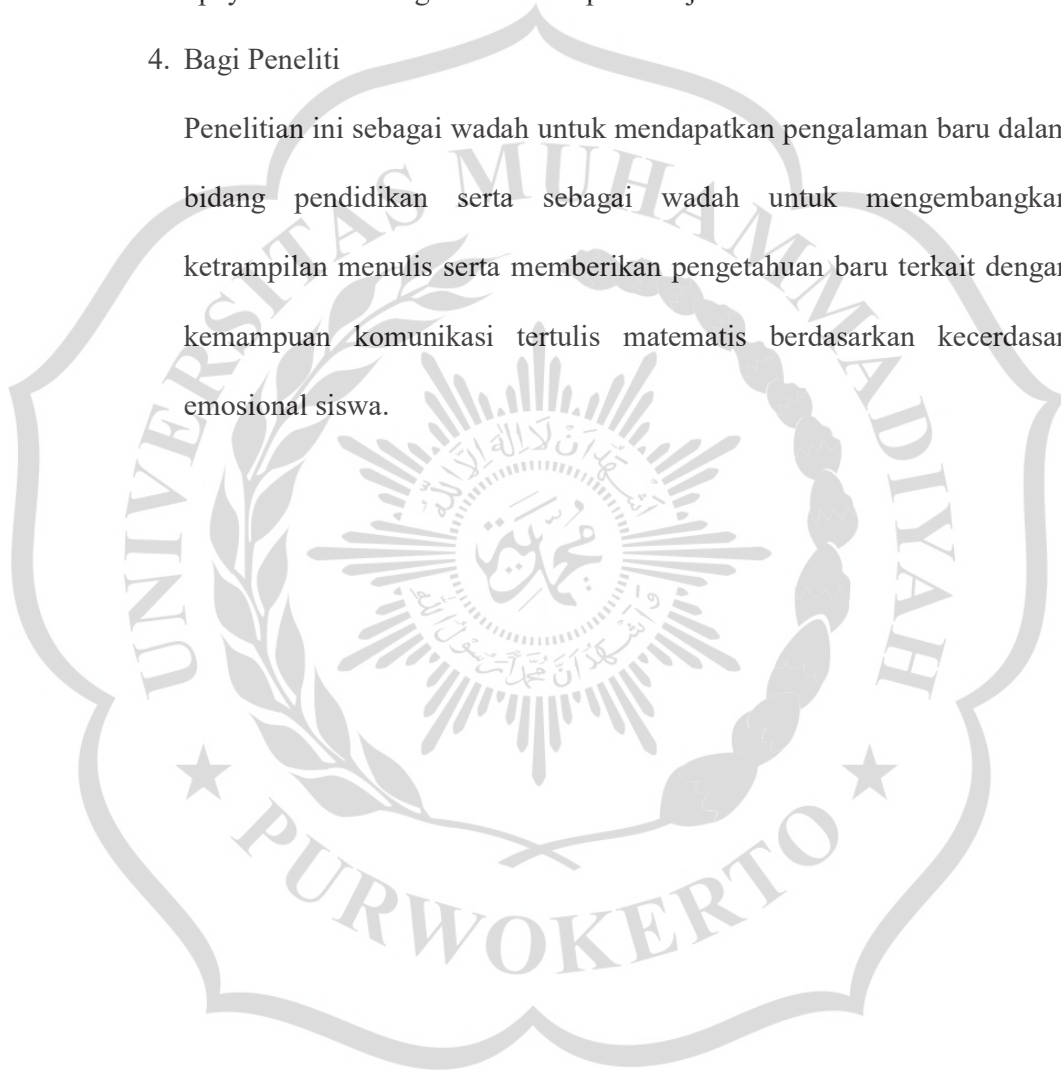 4. Bagi Peneliti
Penelitian ini sebagai wadah untuk mendapatkan pengalaman baru dalam
bidang pendidikan serta sebagai wadah untuk mengembangkan
ketrampilan menulis serta memberikan pengetahuan baru terkait dengan
kemampuan komunikasi tertulis matematis berdasarkan kecerdasan
emosional siswa.
UNIVERSITAS MUHAMMADIYAH
PURWOKERTO